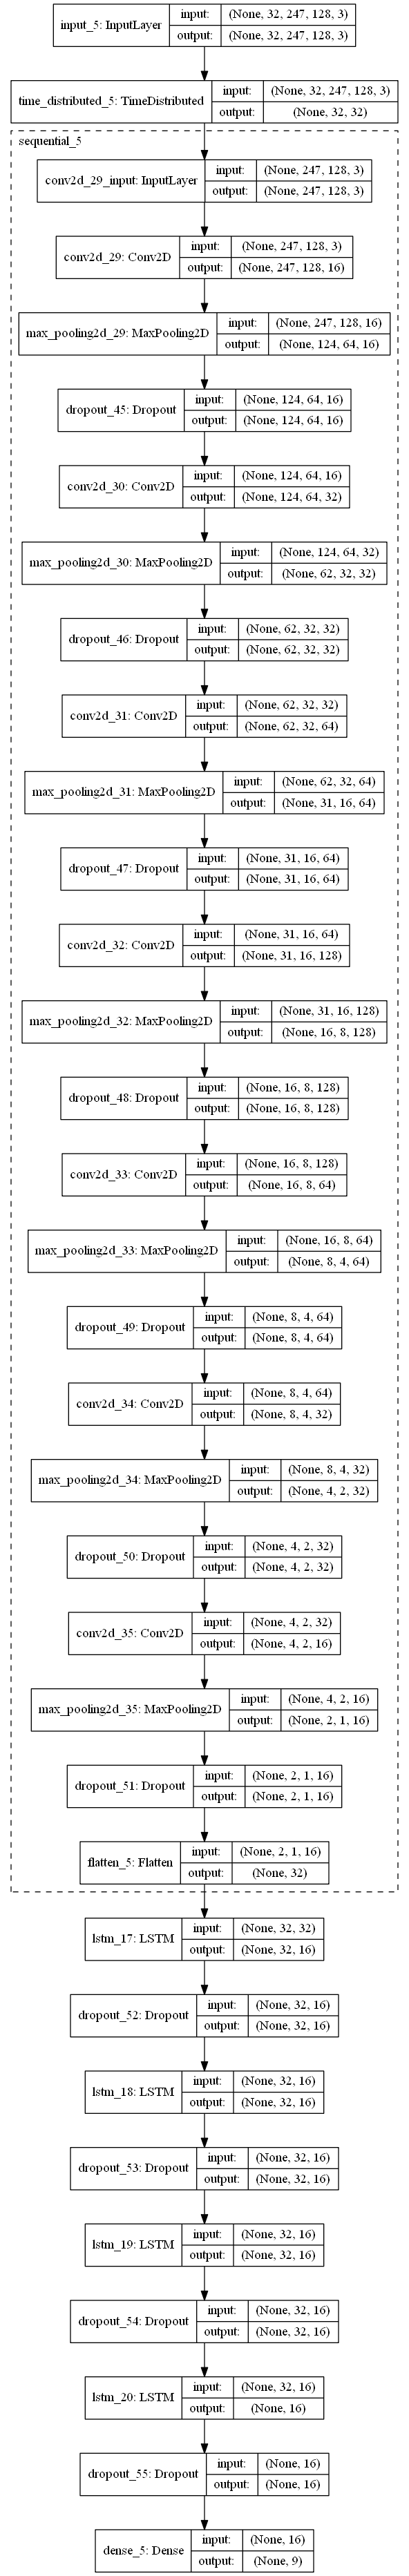 input_5: InputLayer
input: (None, 32, 247, 128, 3)
output: (None, 32, 247, 128, 3)
time_distributed_5: TimeDistributed
input: (None, 32, 247, 128, 3)
output: (None, 32, 32)
sequential_5
conv2d_29_input: InputLayer
input: (None, 247, 128, 3)
output: (None, 247, 128, 3)
conv2d_29: Conv2D
input: (None, 247, 128, 3)
output: (None, 247, 128, 16)
max_pooling2d_29: MaxPooling2D
input: (None, 247, 128, 16)
output: (None, 124, 64, 16)
dropout_45: Dropout
input: (None, 124, 64, 16)
output: (None, 124, 64, 16)
conv2d_30: Conv2D
input: (None, 124, 64, 16)
output: (None, 124, 64, 32)
max_pooling2d_30: MaxPooling2D
input: (None, 124, 64, 32)
output: (None, 62, 32, 32)
dropout_46: Dropout
input: (None, 62, 32, 32)
output: (None, 62, 32, 32)
conv2d_31: Conv2D
input: (None, 62, 32, 32)
output: (None, 62, 32, 64)
max_pooling2d_31: MaxPooling2D
input: (None, 62, 32, 64)
output: (None, 31, 16, 64)
dropout_47: Dropout
input: (None, 31, 16, 64)
output: (None, 31, 16, 64)
conv2d_32: Conv2D
input: (None, 31, 16, 64)
output: (None, 31, 16, 128)
max_pooling2d_32: MaxPooling2D
input: (None, 31, 16, 128)
output: (None, 16, 8, 128)
dropout_48: Dropout
input: (None, 16, 8, 128)
output: (None, 16, 8, 128)
conv2d_33: Conv2D
input: (None, 16, 8, 128)
output: (None, 16, 8, 64)
max_pooling2d_33: MaxPooling2D
input: (None, 16, 8, 64)
output: (None, 8, 4, 64)
dropout_49: Dropout
input: (None, 8, 4, 64)
output: (None, 8, 4, 64)
conv2d_34: Conv2D
input: (None, 8, 4, 64)
output: (None, 8, 4, 32)
max_pooling2d_34: MaxPooling2D
input: (None, 8, 4, 32)
output: (None, 4, 2, 32)
dropout_50: Dropout
input: (None, 4, 2, 32)
output: (None, 4, 2, 32)
conv2d_35: Conv2D
input: (None, 4, 2, 32)
output: (None, 4, 2, 16)
max_pooling2d_35: MaxPooling2D
input: (None, 4, 2, 16)
output: (None, 2, 1, 16)
dropout_51: Dropout
input: (None, 2, 1, 16)
output: (None, 2, 1, 16)
flatten_5: Flatten
input: (None, 2, 1, 16)
output: (None, 32)
lstm_17: LSTM
input: (None, 32, 32)
output: (None, 32, 16)
dropout_52: Dropout
input: (None, 32, 16)
output: (None, 32, 16)
lstm_18: LSTM
input: (None, 32, 16)
output: (None, 32, 16)
dropout_53: Dropout
input: (None, 32, 16)
output: (None, 32, 16)
lstm_19: LSTM
input: (None, 32, 16)
output: (None, 32, 16)
dropout_54: Dropout
input: (None, 32, 16)
output: (None, 32, 16)
lstm_20: LSTM
input: (None, 32, 16)
output: (None, 16)
dropout_55: Dropout
input: (None, 16)
output: (None, 16)
dense_5: Dense
input: (None, 16)
output: (None, 9)